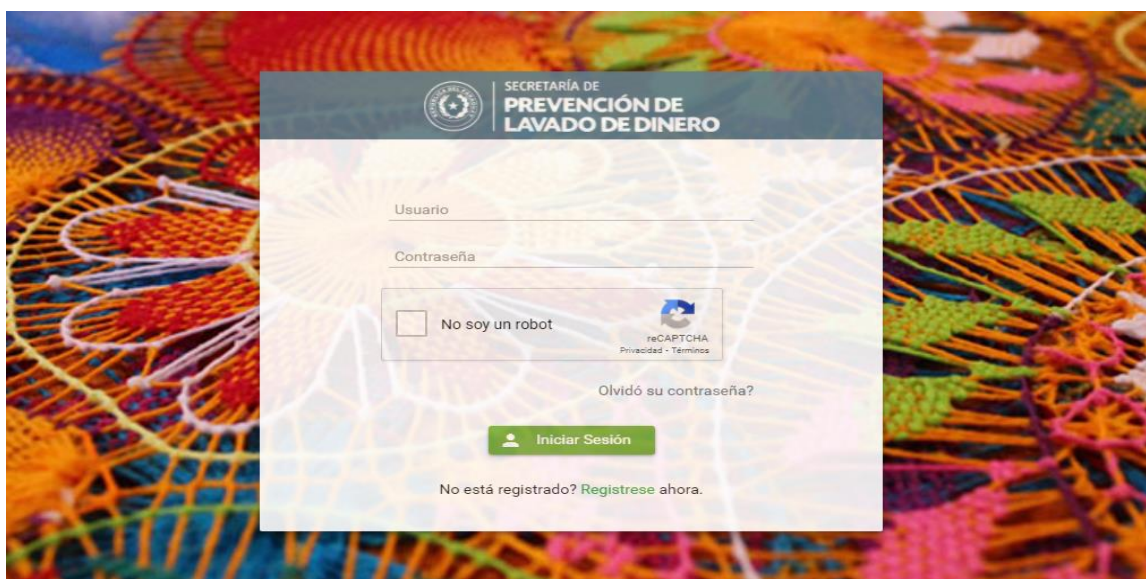 SECRETARÍA DE
PREVENCIÓN DE
LAVADO DE DINERO
Usuario
Contraseña
No soy un robot
reCAPTCHA
Privacidad - Términos
Olvidó su contraseña?
Iniciar Sesión
No está registrado? Registrese ahora.